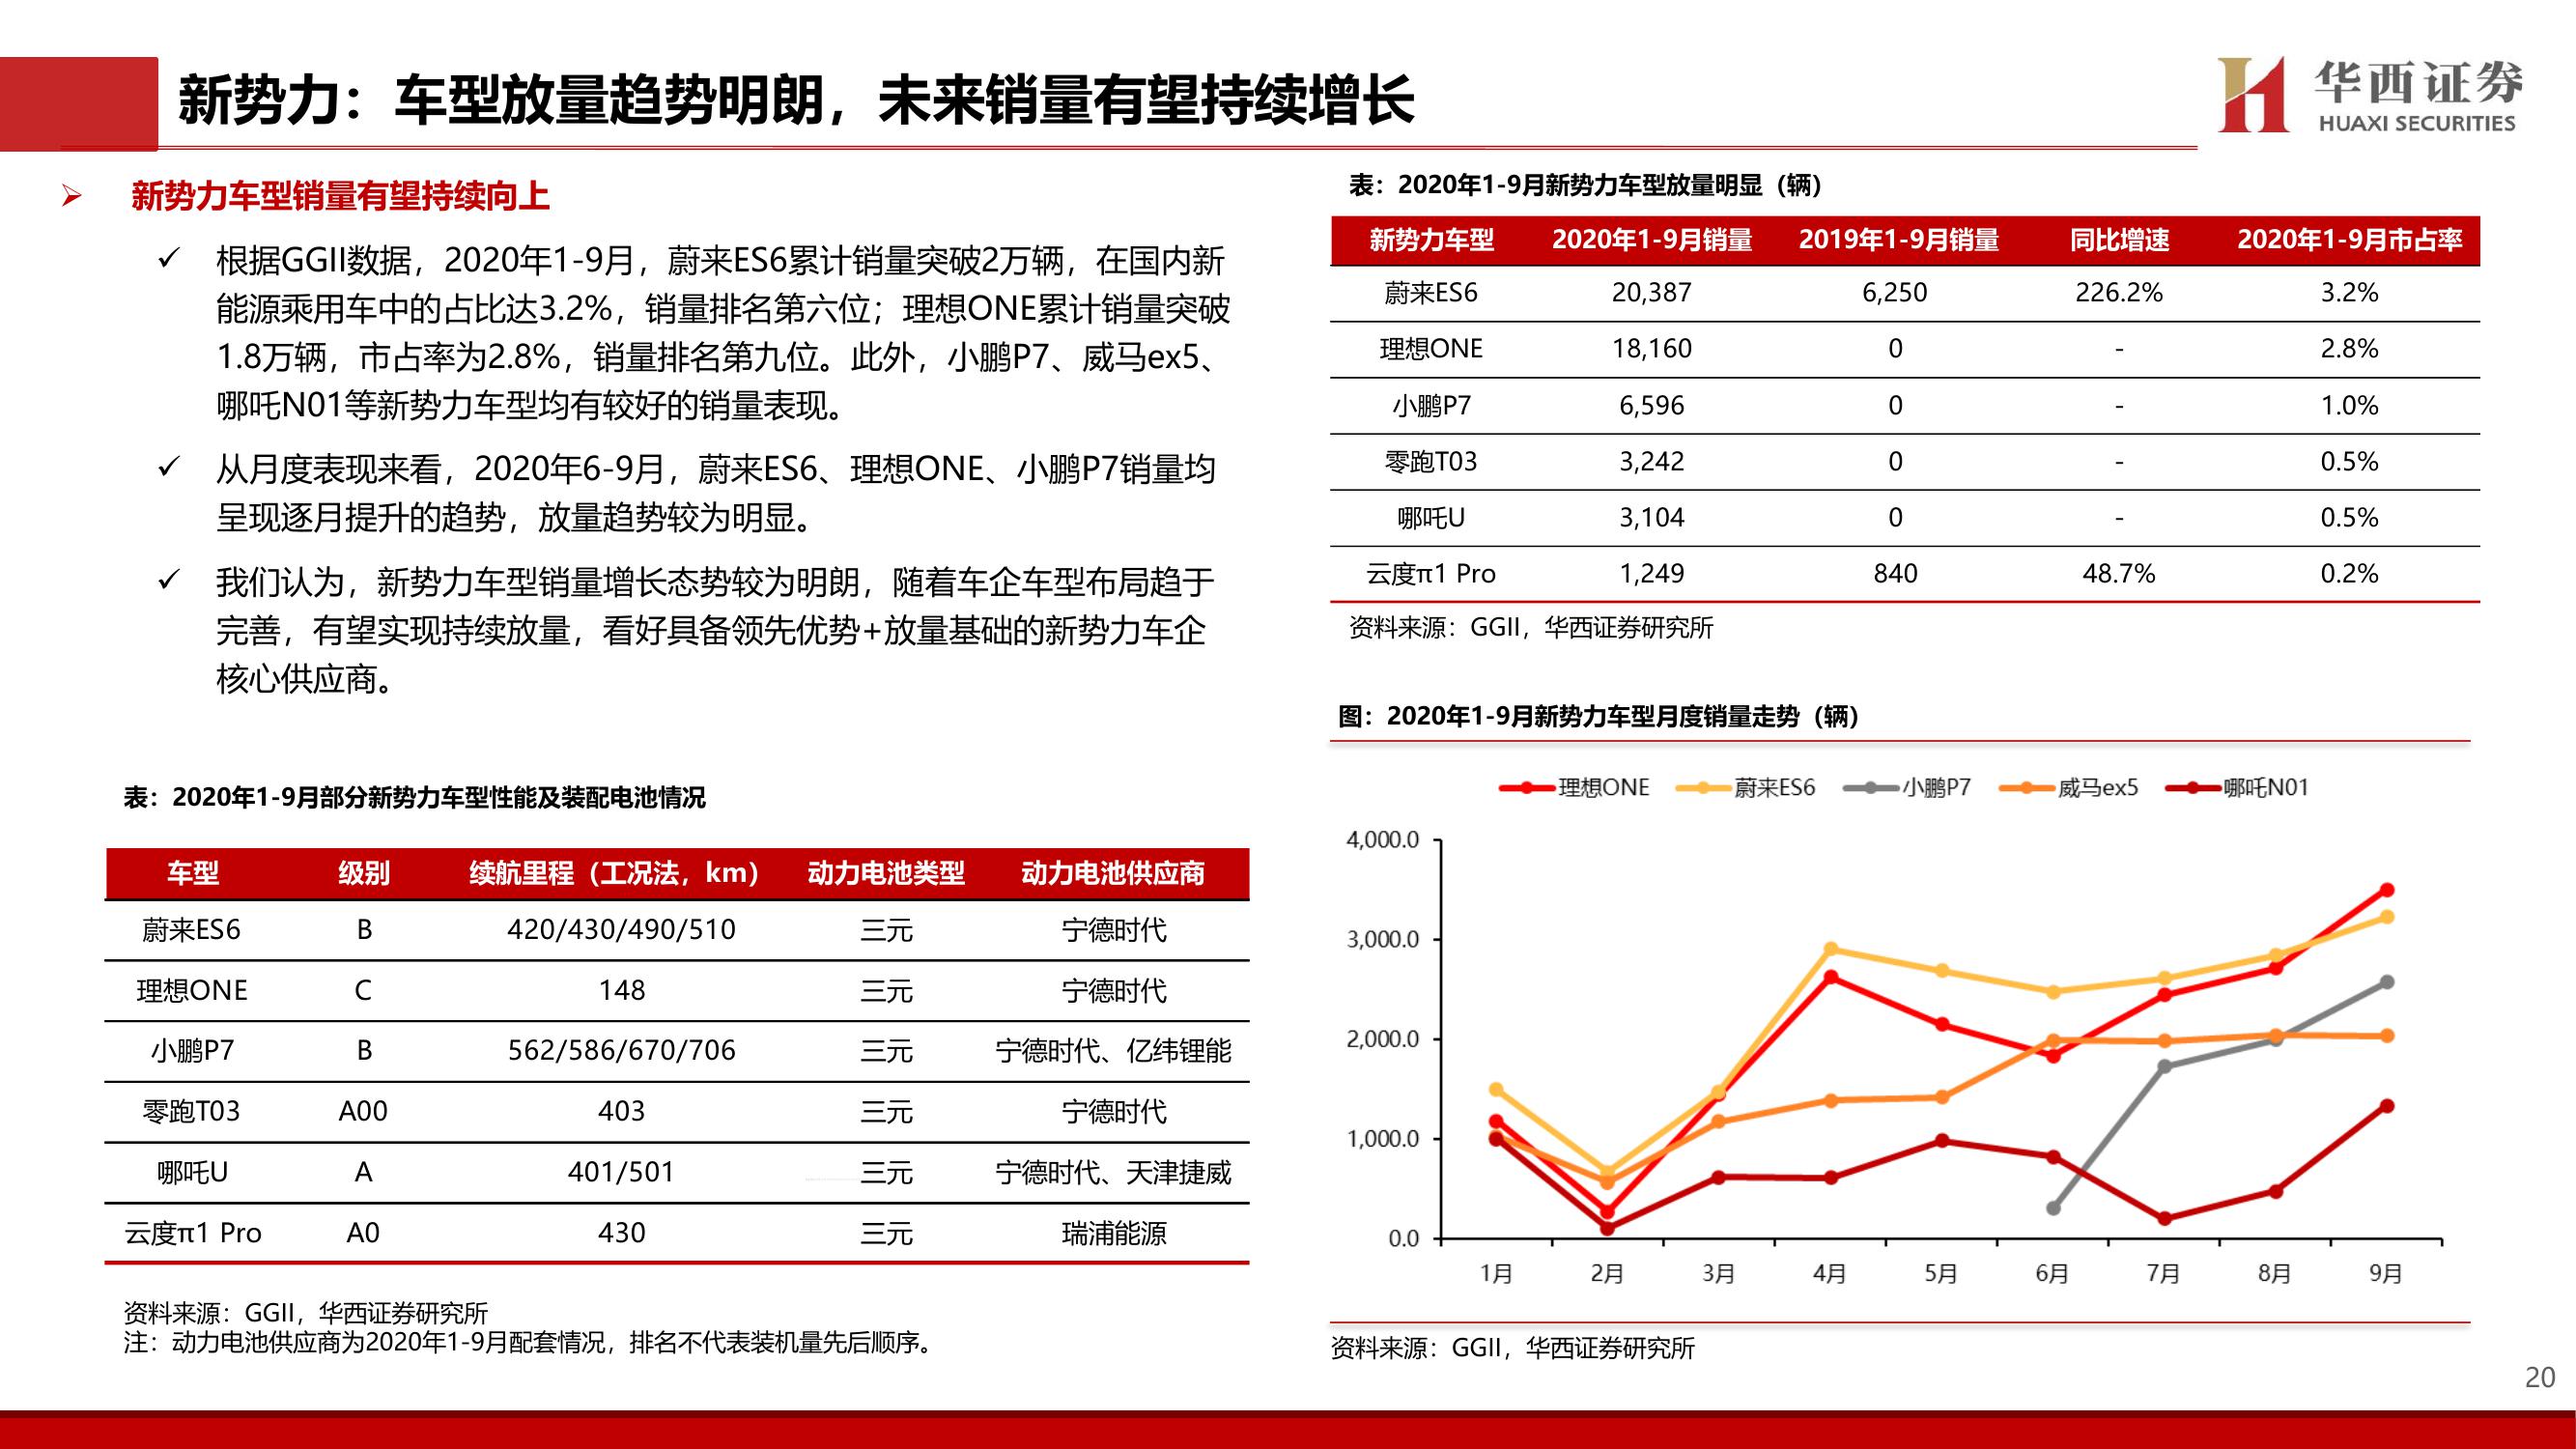 新势力：车型放量趋势明朗，未来销量有望持续增长
华西证券
HUAXI SECURITIES
新势力车型销量有望持续向上
根据GGII数据，2020年1-9月，蔚来ES6累计销量突破2万辆，在国内新
能源乘用车中的占比达3.2%，销量排名第六位；理想ONE累计销量突破
1.8万辆，市占率为2.8%，销量排名第九位。此外，小鹏P7、威马ex5、
哪吒N01等新势力车型均有较好的销量表现。
从月度表现来看，2020年6-9月，蔚来ES6、理想ONE、小鹏P7销量均
呈现逐月提升的趋势，放量趋势较为明显。
我们认为，新势力车型销量增长态势较为明朗，随着车企车型布局趋于
完善，有望实现持续放量，看好具备领先优势+放量基础的新势力车企
核心供应商。
表：2020年1-9月部分新势力车型性能及装配电池情况
车型 级别 续航里程（工况法，km） 动力电池类型 动力电池供应商
蔚来ES6 B 420/430/490/510 三元 宁德时代
理想ONE C 148 三元 宁德时代
小鹏P7 B 562/586/670/706 三元 宁德时代、亿纬锂能
零跑T03 A00 403 三元 宁德时代
哪吒U A 401/501 三元 宁德时代、天津捷威
云度π1 Pro A0 430 三元 瑞浦能源
资料来源：GGII，华西证券研究所
注：动力电池供应商为2020年1-9月配套情况，排名不代表装机量先后顺序。
表：2020年1-9月新势力车型放量明显（辆）
新势力车型 2020年1-9月销量 2019年1-9月销量 同比增速 2020年1-9月市占率
蔚来ES6 20,387 6,250 226.2% 3.2%
理想ONE 18,160 0 - 2.8%
小鹏P7 6,596 0 - 1.0%
零跑T03 3,242 0 - 0.5%
哪吒U 3,104 0 - 0.5%
云度π1 Pro 1,249 840 48.7% 0.2%
资料来源：GGII，华西证券研究所
图：2020年1-9月新势力车型月度销量走势（辆）
理想ONE 蔚来ES6 小鹏P7 威马ex5 哪吒N01
4,000.0
3,000.0
2,000.0
1,000.0
0.0
1月 2月 3月 4月 5月 6月 7月 8月 9月
资料来源：GGII，华西证券研究所
20